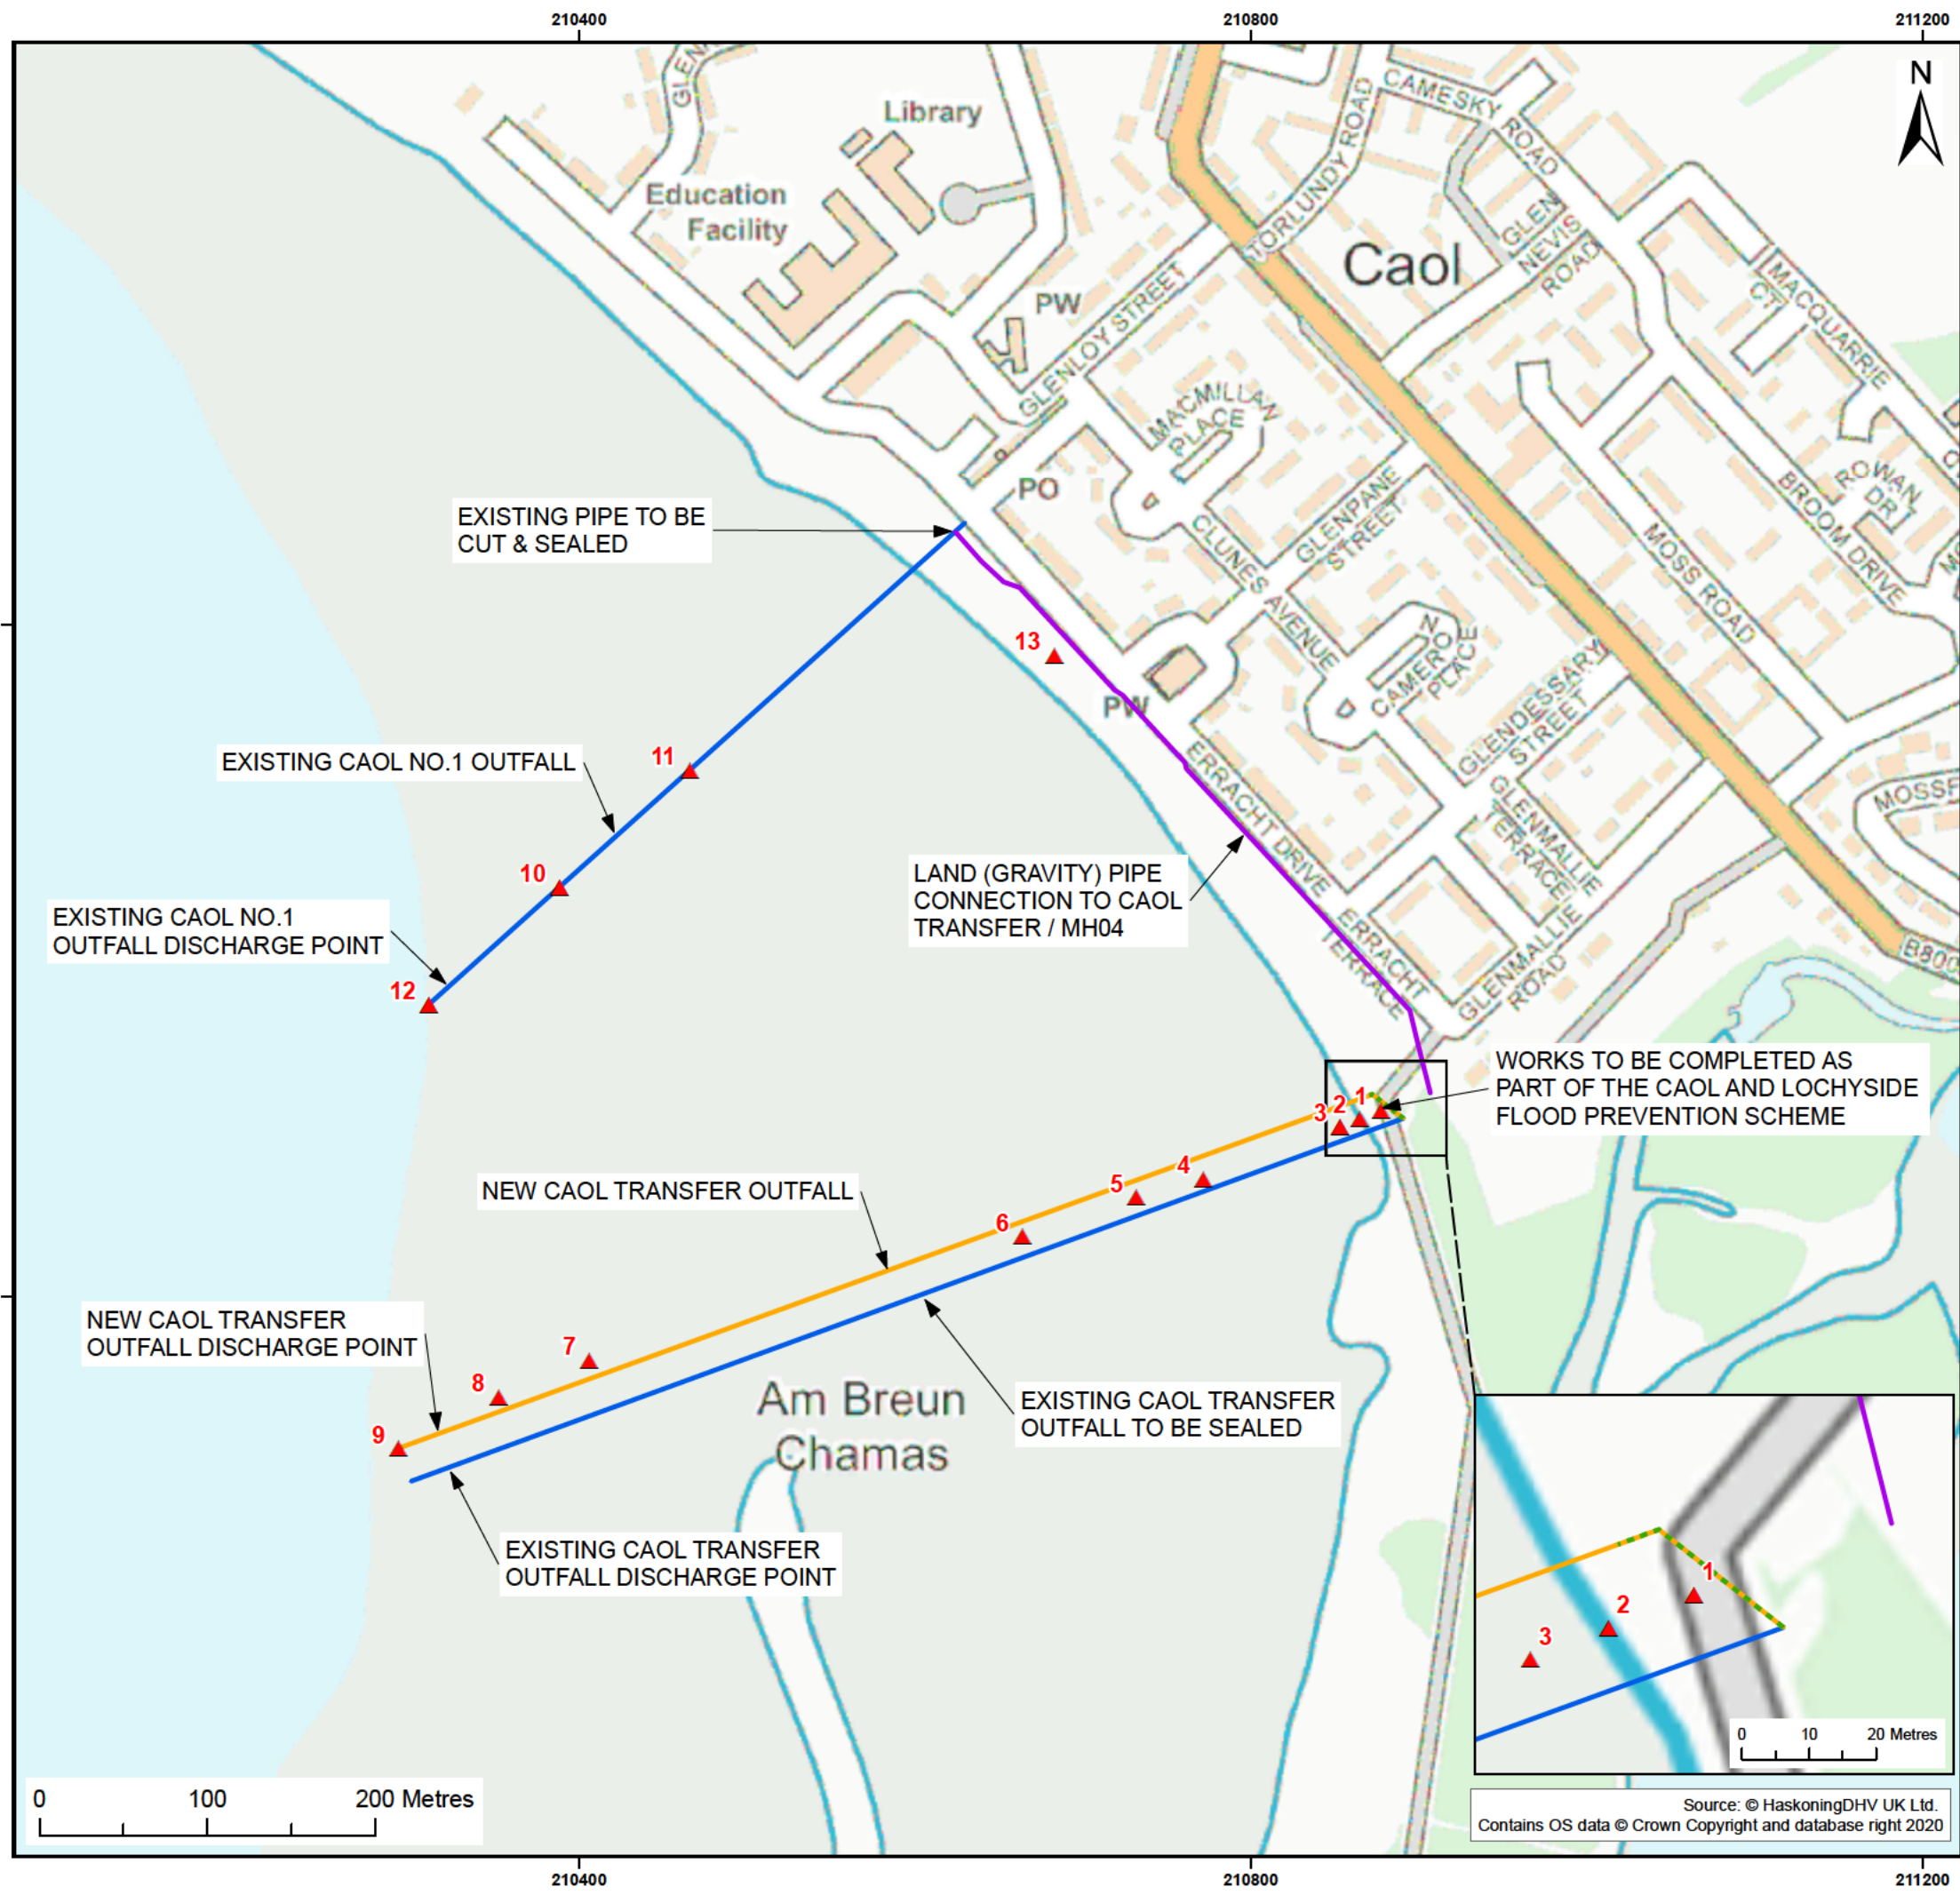 210400
210800
211200
N
GLEN
Library
Education
Facility
TORLUNDY ROAD
CAMESKY ROAD
GLEN
NEVIS
ROAD
Caol
MACQUARRIE
CT
PW
GLENLOY STREET
MACMILLAN
PLACE
PO
GLENPANE
STREET
CLUNES AVENUE
ROWAN
DR
BROOM DRIVE
MOSS ROAD
EXISTING PIPE TO BE
CUT & SEALED
13
CAMERON
PLACE
PW
GLENDESSARY
STREET
EXISTING CAOL NO.1 OUTFALL
11
ERRACHT DRIVE
GLENMALLIE
TERRACE
MOSSF
10
LAND (GRAVITY) PIPE
CONNECTION TO CAOL
TRANSFER / MH04
EXISTING CAOL NO.1
OUTFALL DISCHARGE POINT
12
ERRACHT
TERRACE
GLENMALLIE
ROAD
B800
WORKS TO BE COMPLETED AS
PART OF THE CAOL AND LOCHYSIDE
FLOOD PREVENTION SCHEME
3
2
1
4
5
6
NEW CAOL TRANSFER OUTFALL
NEW CAOL TRANSFER
OUTFALL DISCHARGE POINT
7
8
9
Am Breun
Chamas
EXISTING CAOL TRANSFER
OUTFALL TO BE SEALED
EXISTING CAOL TRANSFER
OUTFALL DISCHARGE POINT
1
2
3
0 10 20 Metres
0 100 200 Metres
Source: © HaskoningDHV UK Ltd.
Contains OS data © Crown Copyright and database right 2020
210400
210800
211200